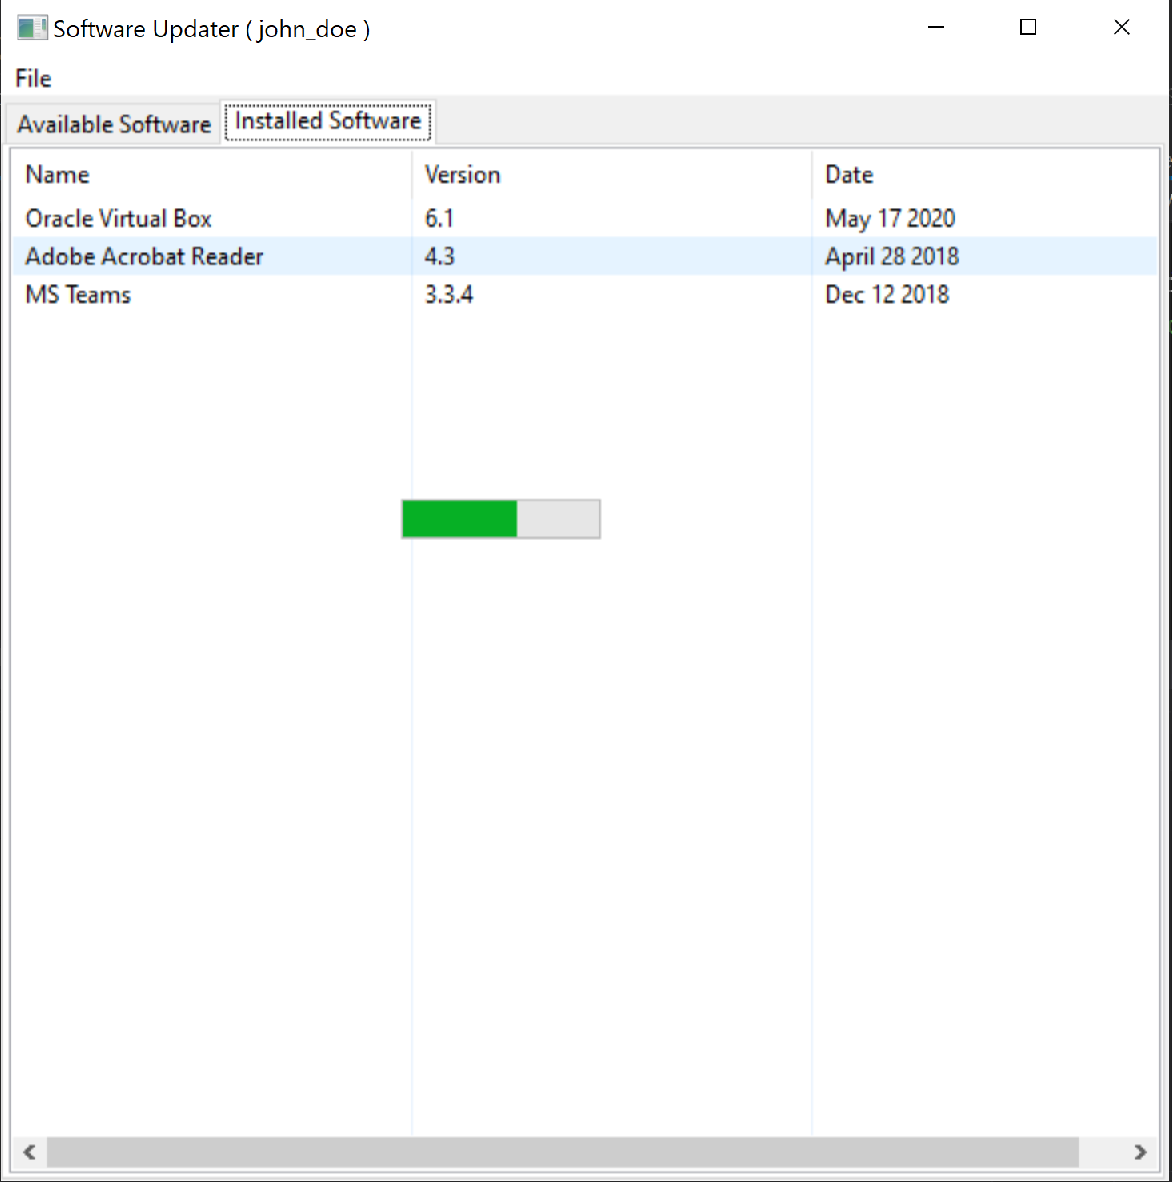 Software Updater ( john_doe )
File
Available Software Installed Software
Name Version Date
Oracle Virtual Box 6.1 May 17 2020
Adobe Acrobat Reader 4.3 April 28 2018
MS Teams 3.3.4 Dec 12 2018